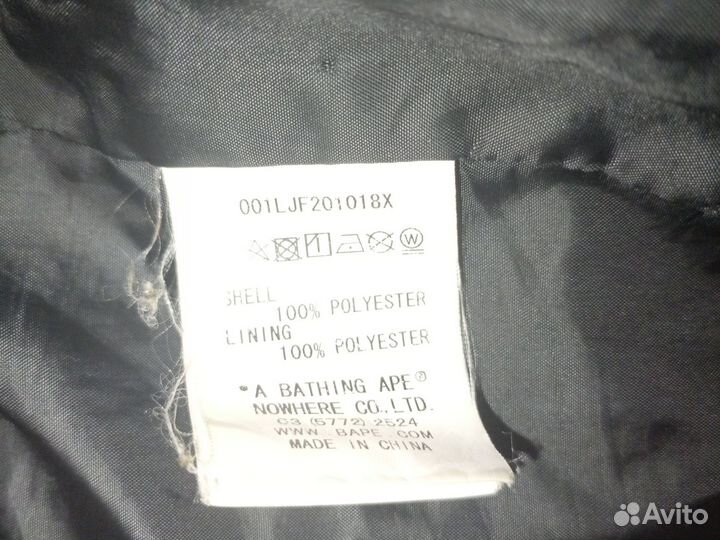 001LJF201018X
W
SHELL
100% POLYESTER
LINING
100% POLYESTER
"A BATHING APE®
NOWHERE CO., LTD.
03 (5772) 2524
WWW. BAPE. COM
MADE IN CHINA
Avito